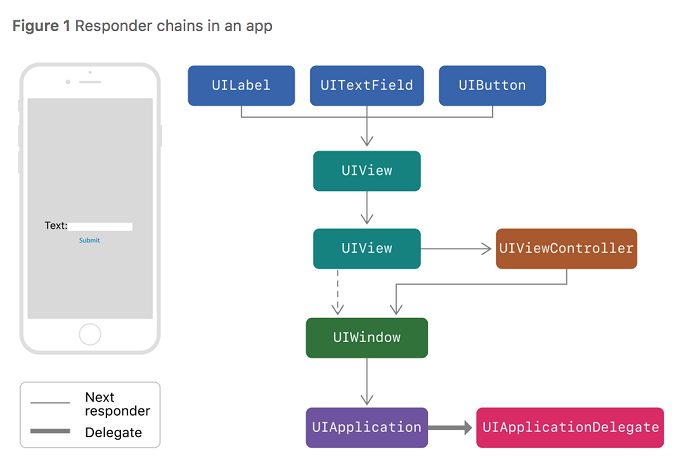 Figure 1 Responder chains in an app
UILabel
UITextField
UIButton
UIView
Text:
Submit
UIView
UIViewController
UIWindow
Next
responder
Delegate
UIApplication
UIApplicationDelegate